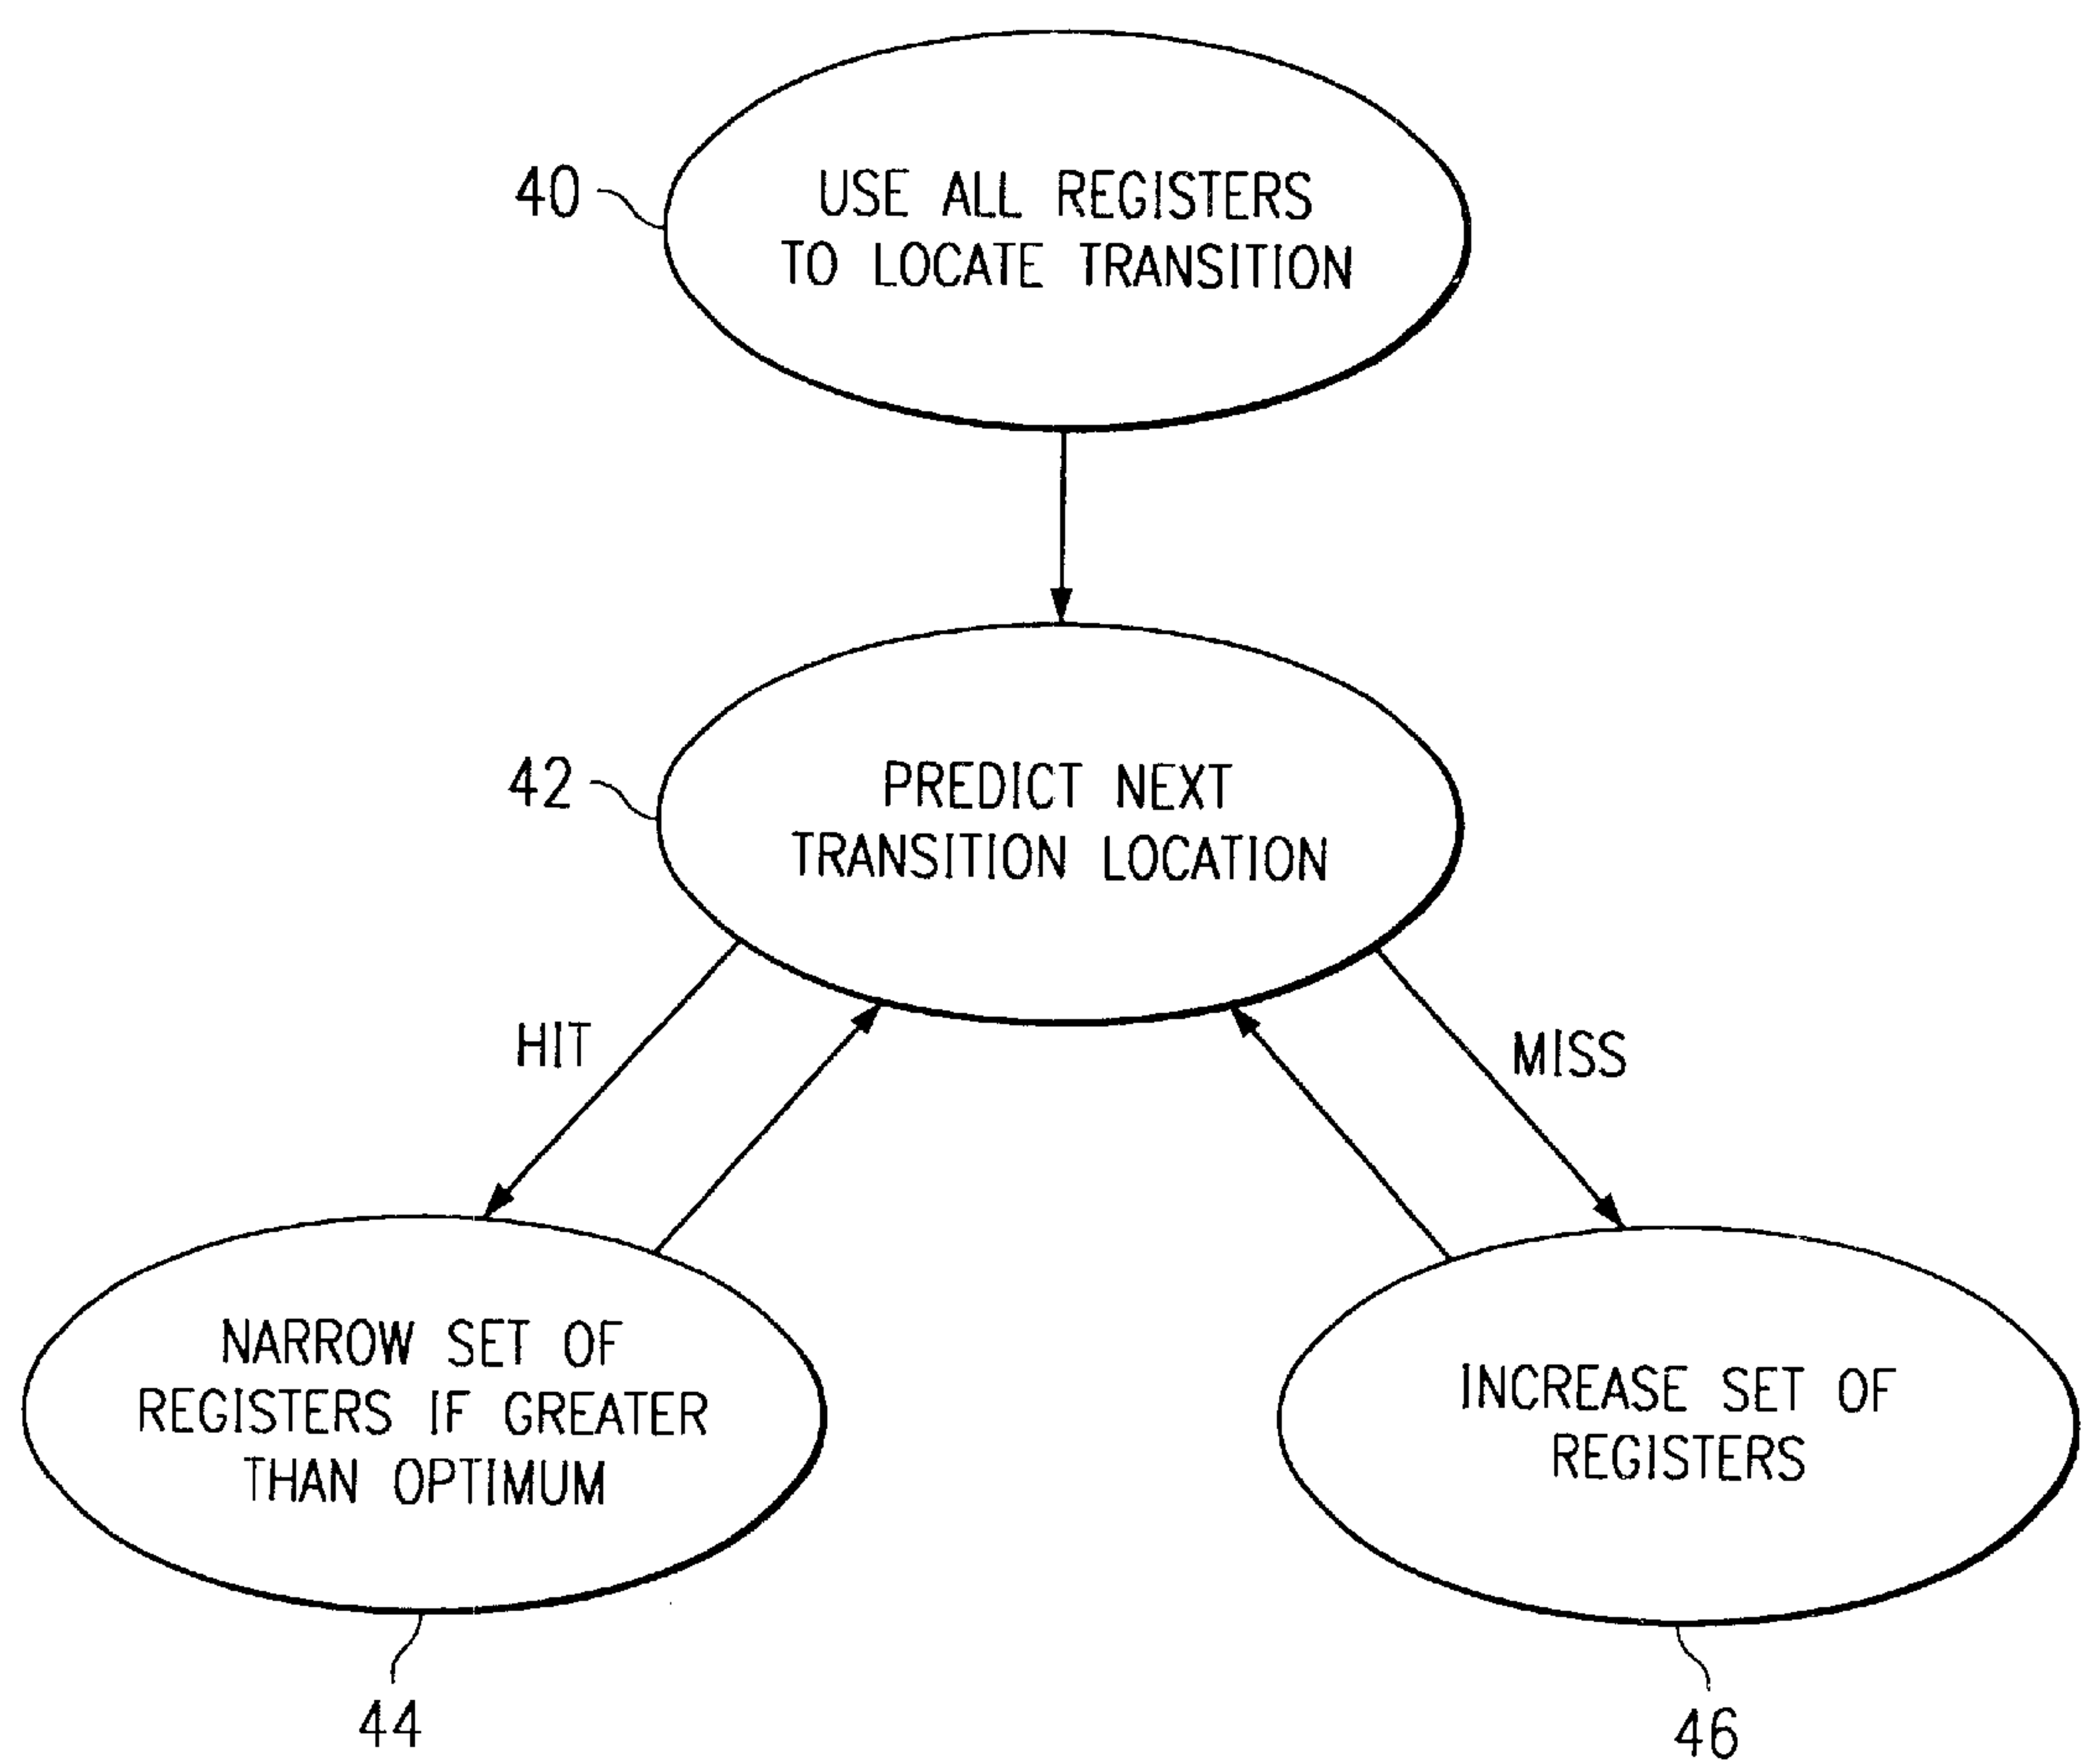 40
USE ALL REGISTERS
TO LOCATE TRANSITION
42
PREDICT NEXT
TRANSITION LOCATION
HIT
MISS
NARROW SET OF
REGISTERS IF GREATER
THAN OPTIMUM
INCREASE SET OF
REGISTERS
44
46